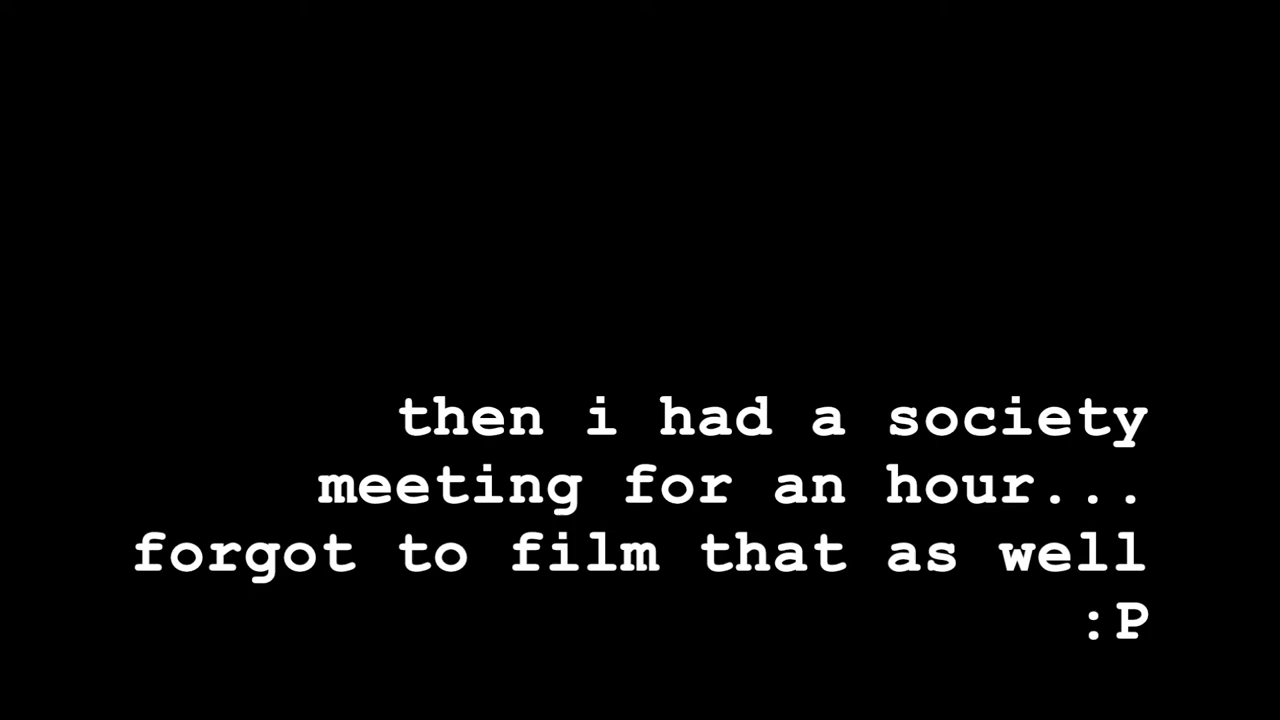 then i had a society
meeting for an hour...
forgot to film that as well
:P